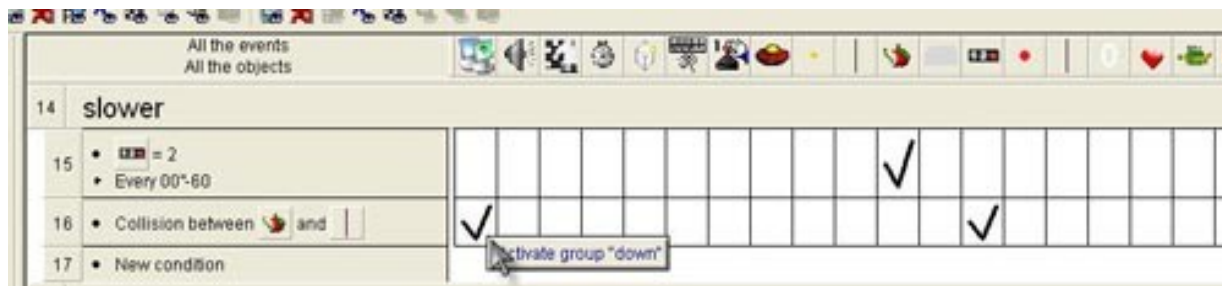 All the events
All the objects
14 slower
15 • = 2
• Every 00"-60
16 • Collision between and
Activate group "down"
17 • New condition